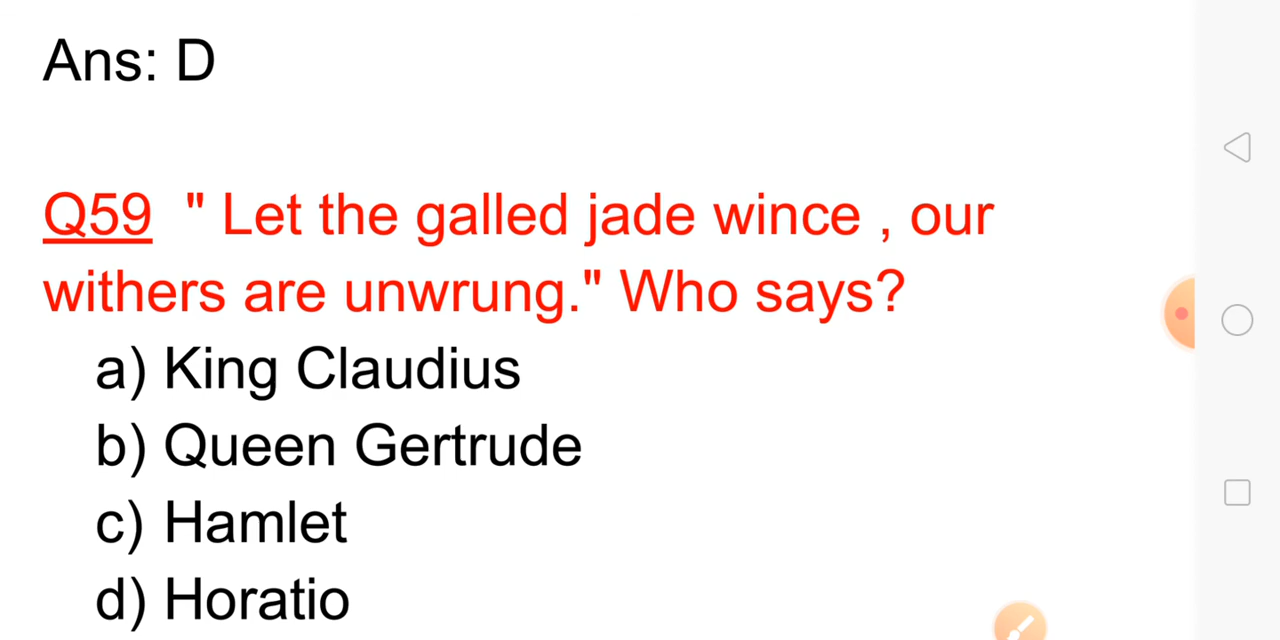 Ans: D
Q59 " Let the galled jade wince , our
withers are unwrung." Who says?
a) King Claudius
b) Queen Gertrude
c) Hamlet
d) Horatio